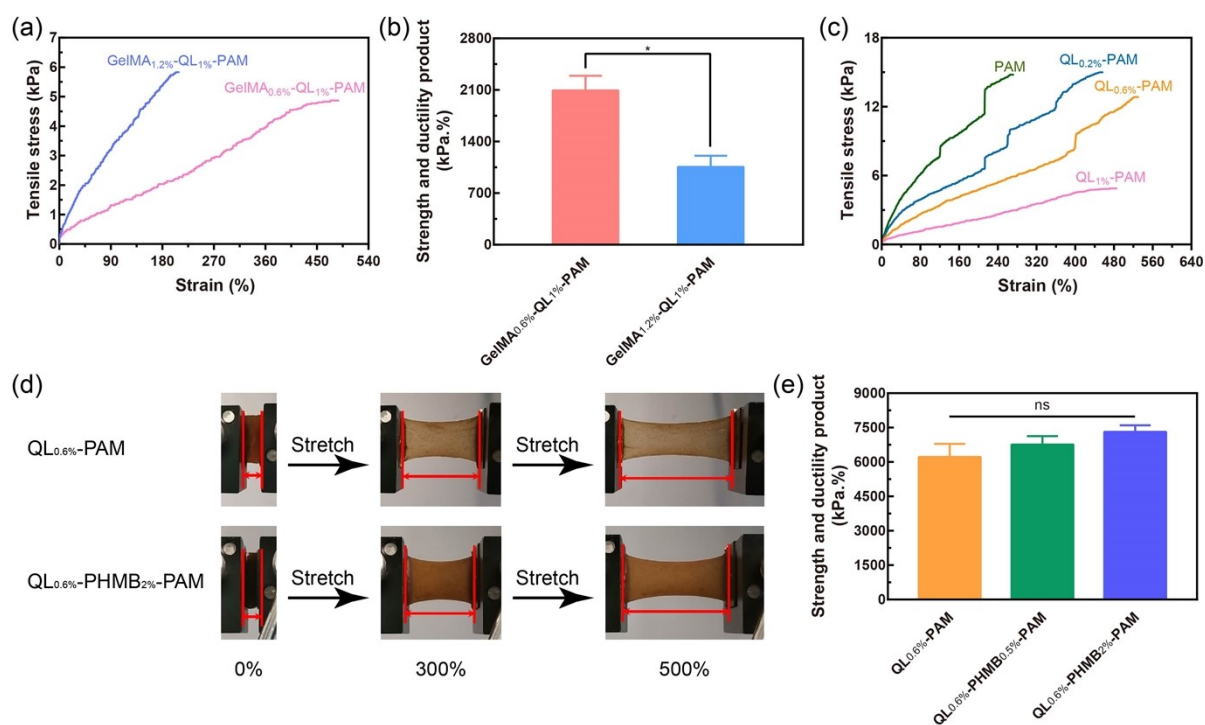 (a)
Tensile stress (kPa)
7
6
5
4
3
2
1
0
GelMA1.2%-QL1%-PAM
GelMA0.6%-QL1%-PAM
0 90 180 270 360 450 540
Strain (%)
(b)
Strength and ductility product
(kPa.%)
2800
2100
1400
700
0
*
GelMA0.6%-QL1%-PAM
GelMA1.2%-QL1%-PAM
(c)
Tensile stress (kPa)
18
12
6
0
PAM
QL0.2%-PAM
QL0.6%-PAM
QL1%-PAM
0 80 160 240 320 400 480 560 640
Strain (%)
(d)
QL0.6%-PAM
Stretch
Stretch
QL0.6%-PHMB2%-PAM
Stretch
Stretch
0%
300%
500%
(e)
Strength and ductility product
(kPa.%)
9000
7500
6000
4500
3000
1500
0
ns
QL0.6%-PAM
QL0.6%-PHMB0.5%-PAM
QL0.6%-PHMB2%-PAM